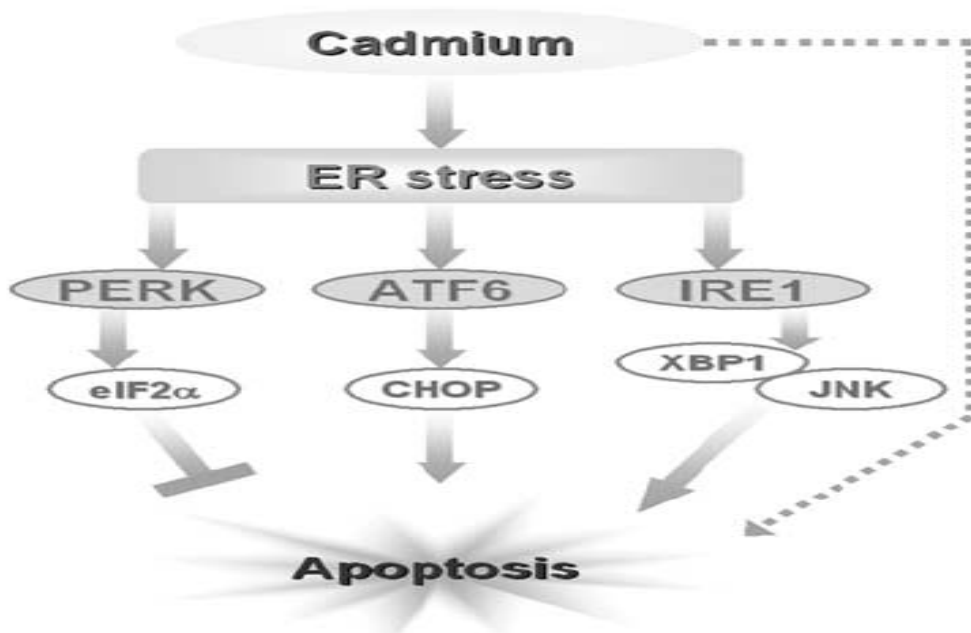 Cadmium
ER stress
PERK
ATF6
IRE1
eIF2α
CHOP
XBP1
JNK
Apoptosis